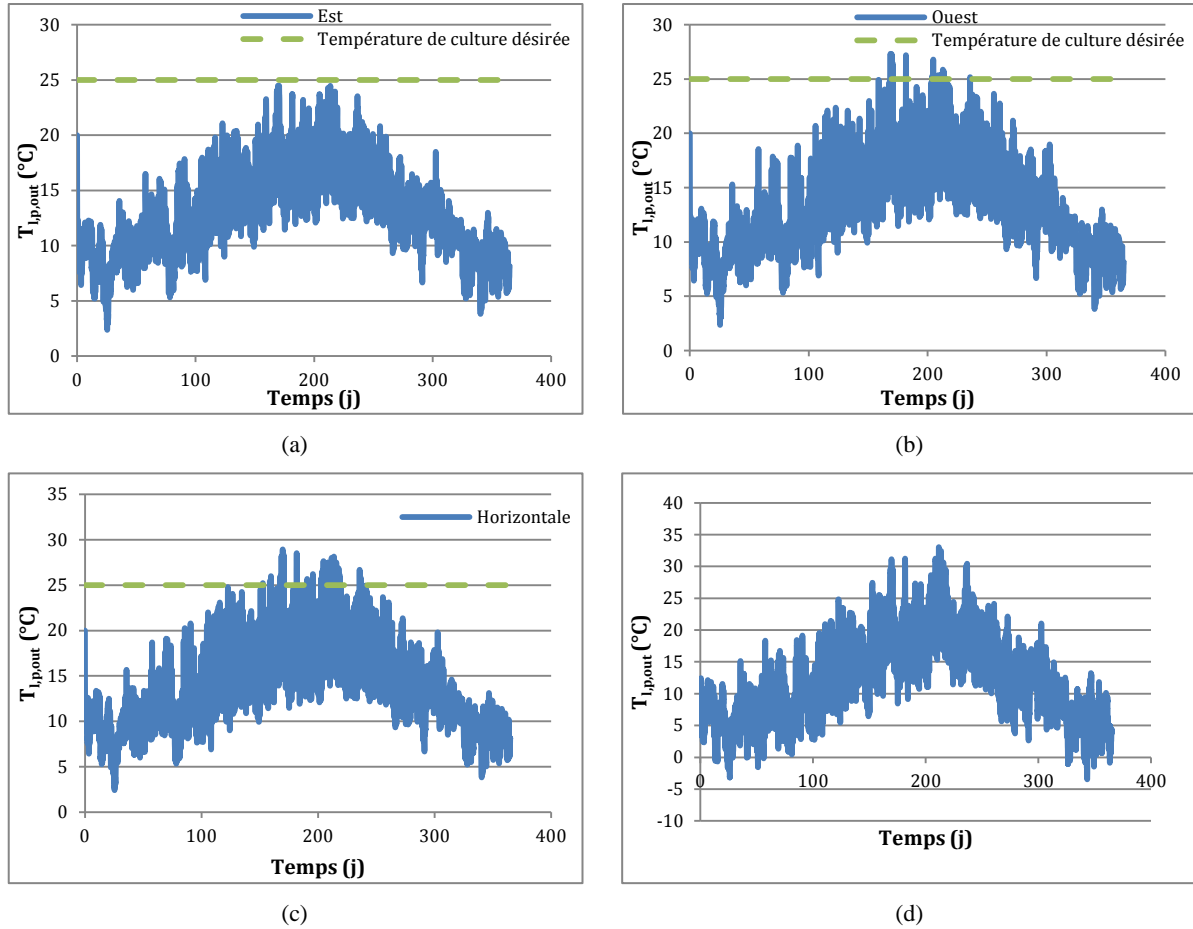 Est
Température de culture désirée
30
25
20
15
10
5
0
T_l,p,out (°C)
0 100 200 300 400
Temps (j)
(a)
Ouest
Température de culture désirée
30
25
20
15
10
5
0
T_l,p,out (°C)
0 100 200 300 400
Temps (j)
(b)
Horizontale
35
30
25
20
15
10
5
0
T_l,p,out (°C)
0 100 200 300 400
Temps (j)
(c)
40
35
30
25
20
15
10
5
0
-5
-10
T_l,p,out (°C)
0 100 200 300 400
Temps (j)
(d)